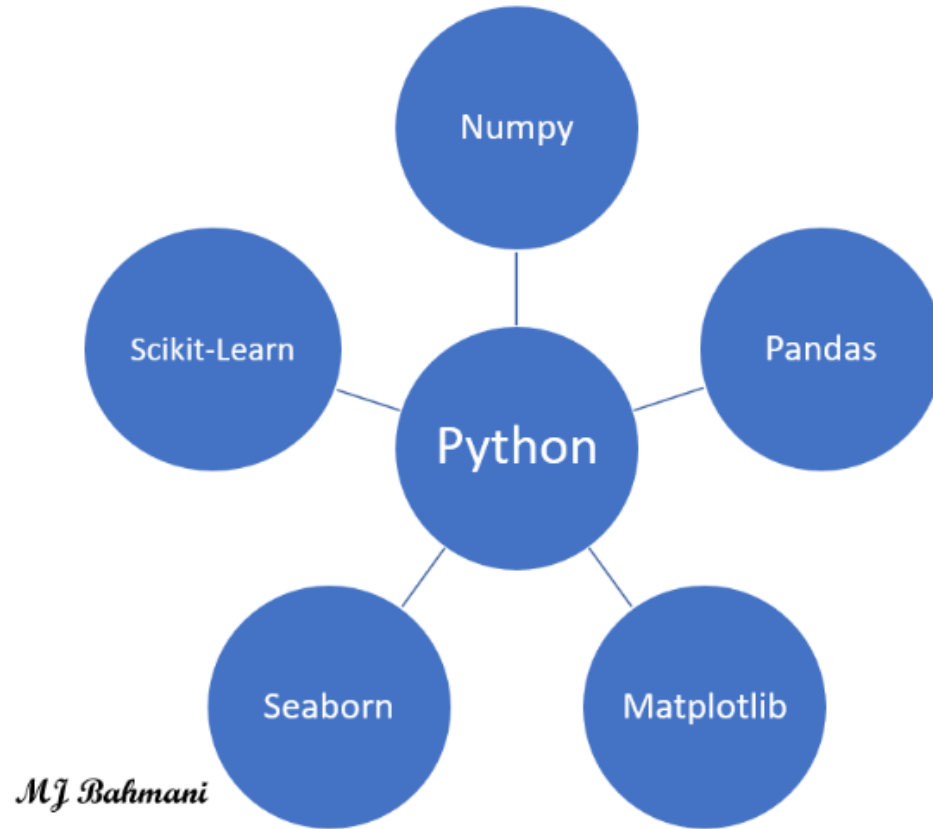 Numpy
Scikit-Learn
Pandas
Python
Seaborn
Matplotlib
MJ Bahmani